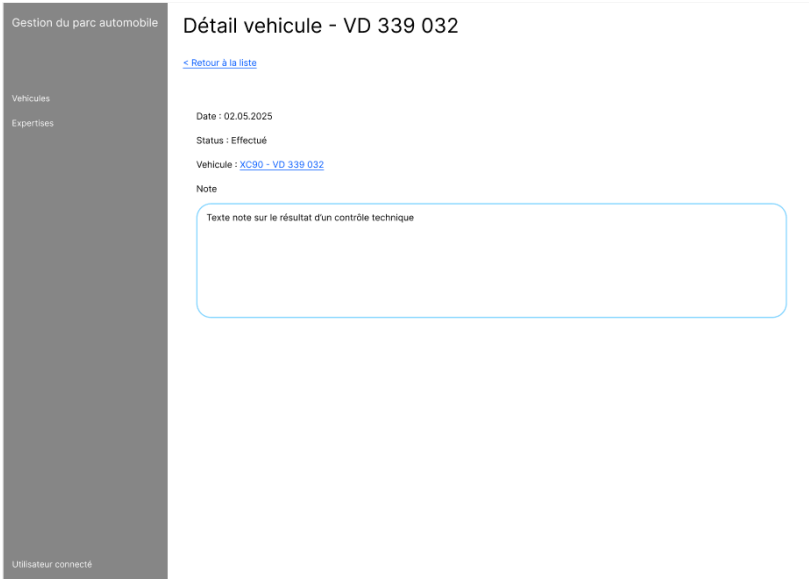 Gestion du parc automobile
Vehicules
Expertises
Utilisateur connecté
Détail vehicule - VD 339 032
< Retour à la liste
Date : 02.05.2025
Status : Effectué
Vehicule : XC90 - VD 339 032
Note
Texte note sur le résultat d'un contrôle technique